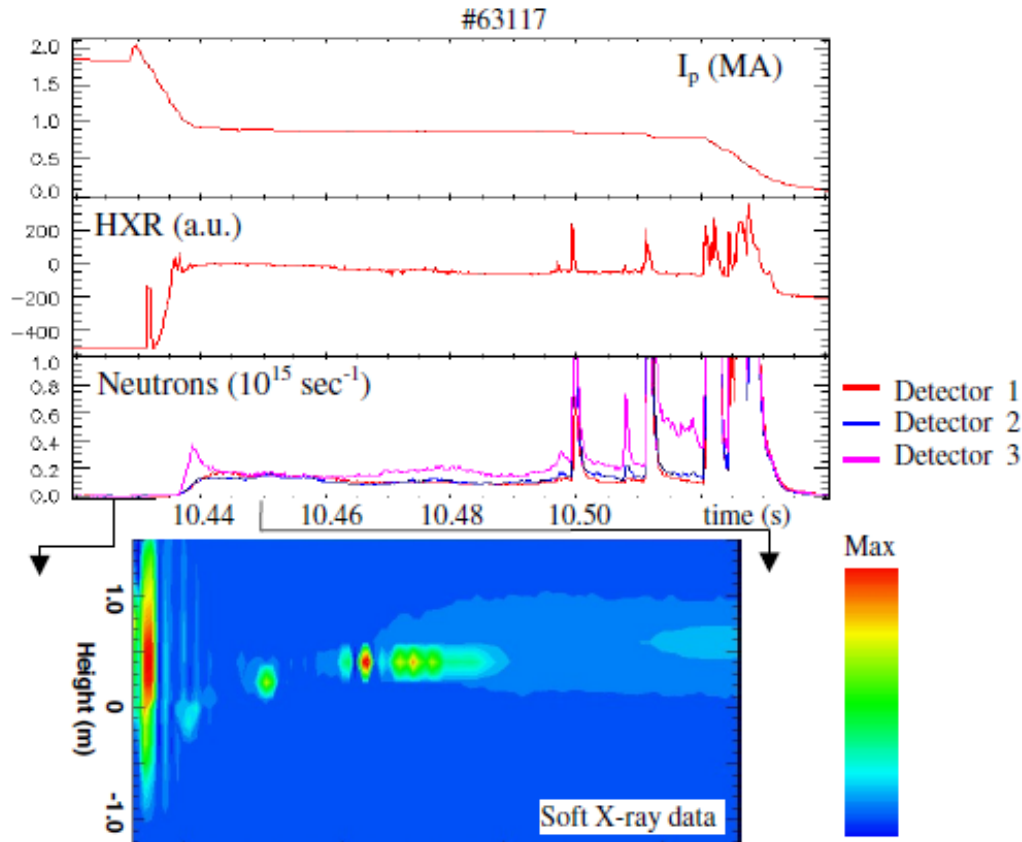 #63117
2.0
1.5
1.0
0.5
0.0
Ip (MA)
200
0
−200
−400
HXR (a.u.)
1.0
0.8
0.6
0.4
0.2
0.0
Neutrons (10^15 sec^-1)
Detector 1
Detector 2
Detector 3
10.44 10.46 10.48 10.50 time (s)
Max
1.0
0
-1.0
Height (m)
Soft X-ray data